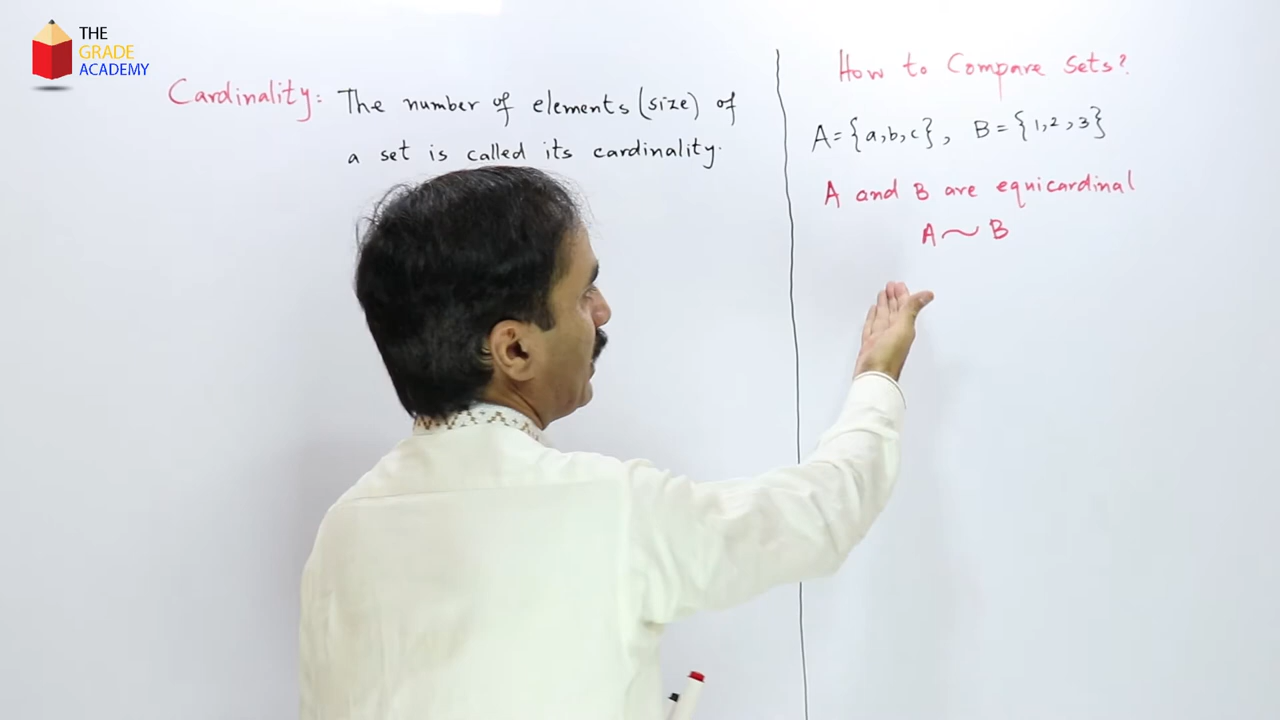 THE
GRADE
ACADEMY
Cardinality: The number of elements (size) of
a set is called its cardinality.
How to Compare Sets?
A = {a, b, c}, B = {1, 2, 3}
A and B are equicardinal
A ~ B